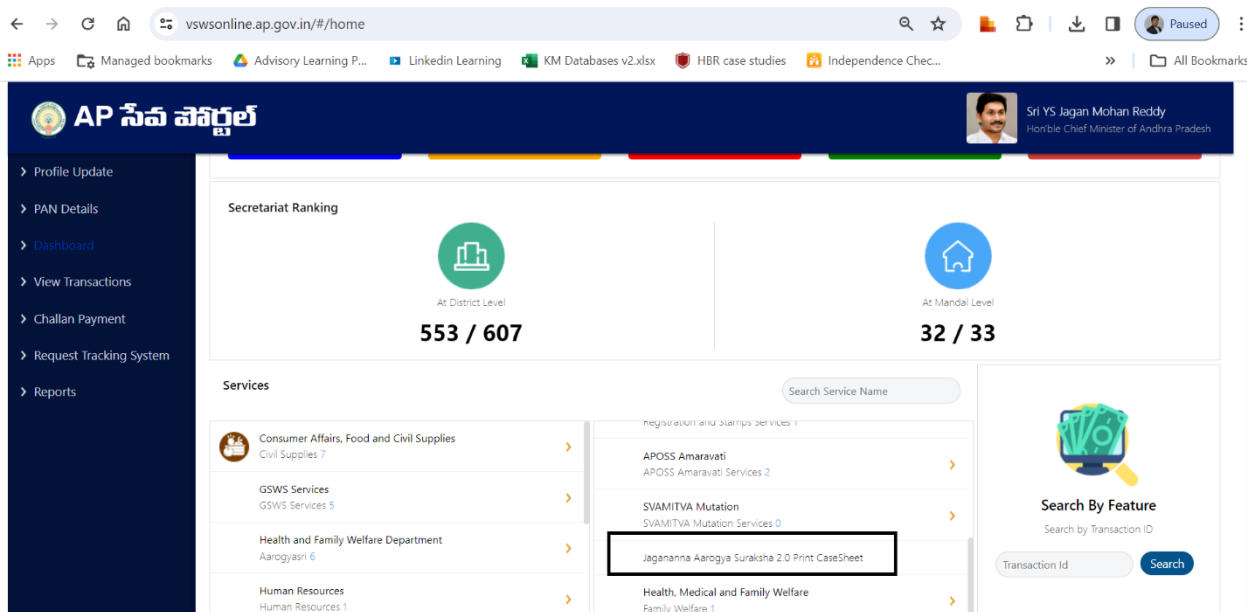 vswsonline.ap.gov.in/#/home
Paused
Apps
Managed bookmarks
Advisory Learning P...
Linkedin Learning
KM Databases v2.xlsx
HBR case studies
Independence Chec...
All Bookmarks
AP సేవ పోర్టల్
Sri YS Jagan Mohan Reddy
Hon'ble Chief Minister of Andhra Pradesh
Profile Update
PAN Details
Dashboard
View Transactions
Challan Payment
Request Tracking System
Reports
Secretariat Ranking
At District Level
553 / 607
At Mandal Level
32 / 33
Services
Search Service Name
Consumer Affairs, Food and Civil Supplies
Civil Supplies 7
GSWS Services
GSWS Services 5
Health and Family Welfare Department
Aarogyasri 6
Human Resources
Human Resources 1
Registration and Stamps Services 1
APOSS Amaravati
APOSS Amaravati Services 2
SVAMITVA Mutation
SVAMITVA Mutation Services 0
Jagananna Aarogya Suraksha 2.0 Print CaseSheet
Health, Medical and Family Welfare
Family Welfare 1
Search By Feature
Search by Transaction ID
Transaction Id
Search